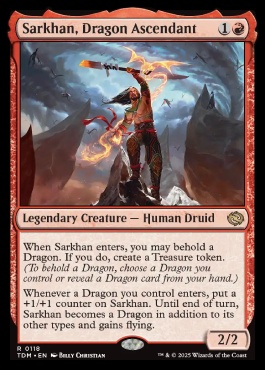 Sarkhan, Dragon Ascendant 1
Legendary Creature — Human Druid
When Sarkhan enters, you may behold a
Dragon. If you do, create a Treasure token.
(To behold a Dragon, choose a Dragon you
control or reveal a Dragon card from your hand.)
Whenever a Dragon you control enters, put a
+1/+1 counter on Sarkhan. Until end of turn,
Sarkhan becomes a Dragon in addition to its
other types and gains flying.
2/2
R 0118
TDM • EN BILLY CHRISTIAN
™ & © 2025 Wizards of the Coast